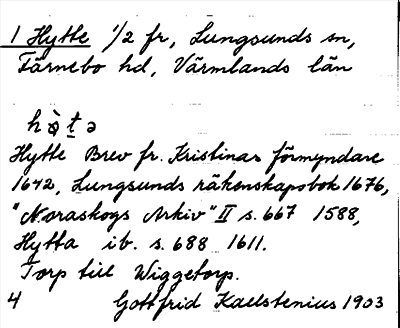 1 Hytte 1/2 fr, Lungsunds sn,
Färnebo hd, Värmlands län
Hytte Brev fr. Kristinas förmyndare
1642, Lungsunds räkenskapsbok 1676,
"Noraskogs Arkiv" II s. 667 1588,
Hytta ib. s. 688 1611.
Torp till Wiggetorp.
4 Gottfrid Kallstenius 1903